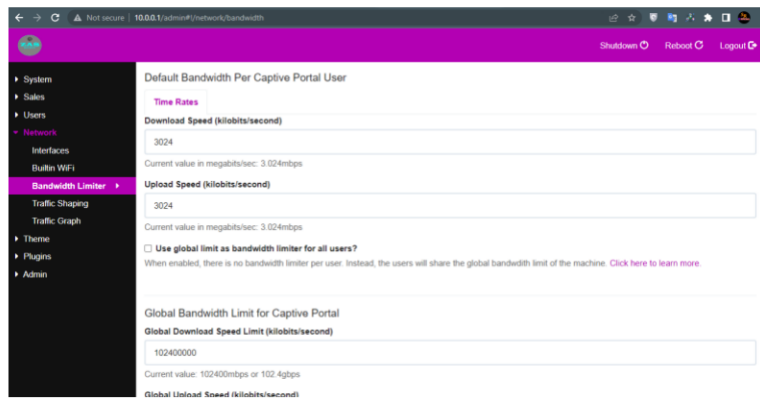 Not secure
10.0.0.1/admin#!/network/bandwidth
Shutdown
Reboot
Logout
System
Sales
Users
Network
Interfaces
Builtin WiFi
Bandwidth Limiter
Traffic Shaping
Traffic Graph
Theme
Plugins
Admin
Default Bandwidth Per Captive Portal User
Time Rates
Download Speed (kilobits/second)
3024
Current value in megabits/sec: 3.024mbps
Upload Speed (kilobits/second)
3024
Current value in megabits/sec: 3.024mbps
Use global limit as bandwidth limiter for all users?
When enabled, there is no bandwidth limiter per user. Instead, the users will share the global bandwdith limit of the machine. Click here to learn more.
Global Bandwidth Limit for Captive Portal
Global Download Speed Limit (kilobits/second)
102400000
Current value: 102400mbps or 102.4gbps
Global Upload Speed (kilobits/second)